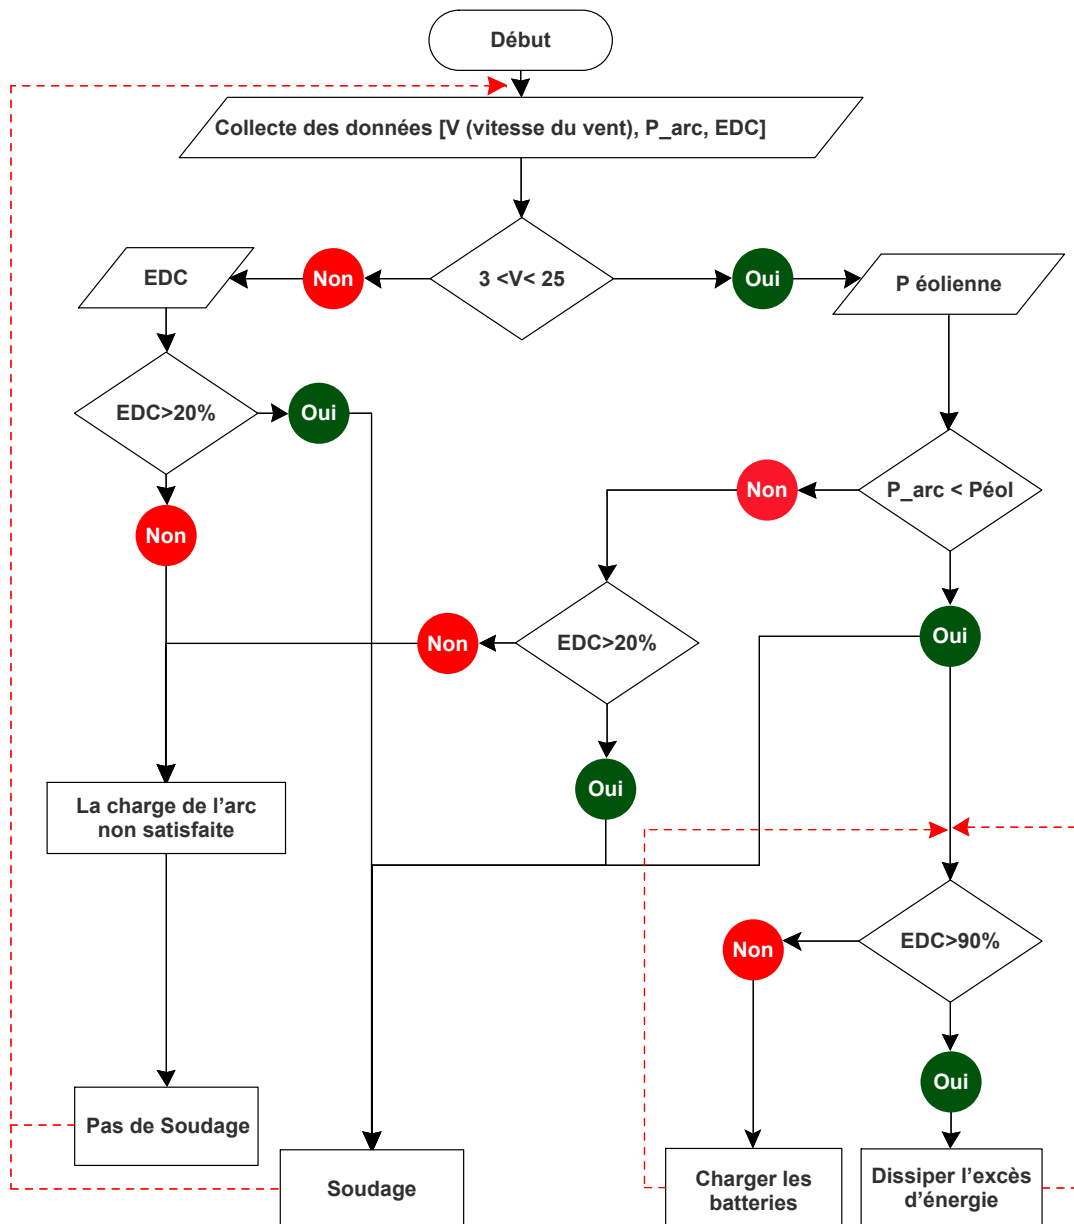 Début
Collecte des données [V (vitesse du vent), P_arc, EDC]
EDC
Non
3 <V< 25
Oui
P éolienne
EDC>20%
Oui
Non
P_arc < Péol
Non
Non
EDC>20%
Oui
Oui
La charge de l’arc
non satisfaite
Non
EDC>90%
Oui
Pas de Soudage
Soudage
Charger les
batteries
Dissiper l’excès
d’énergie